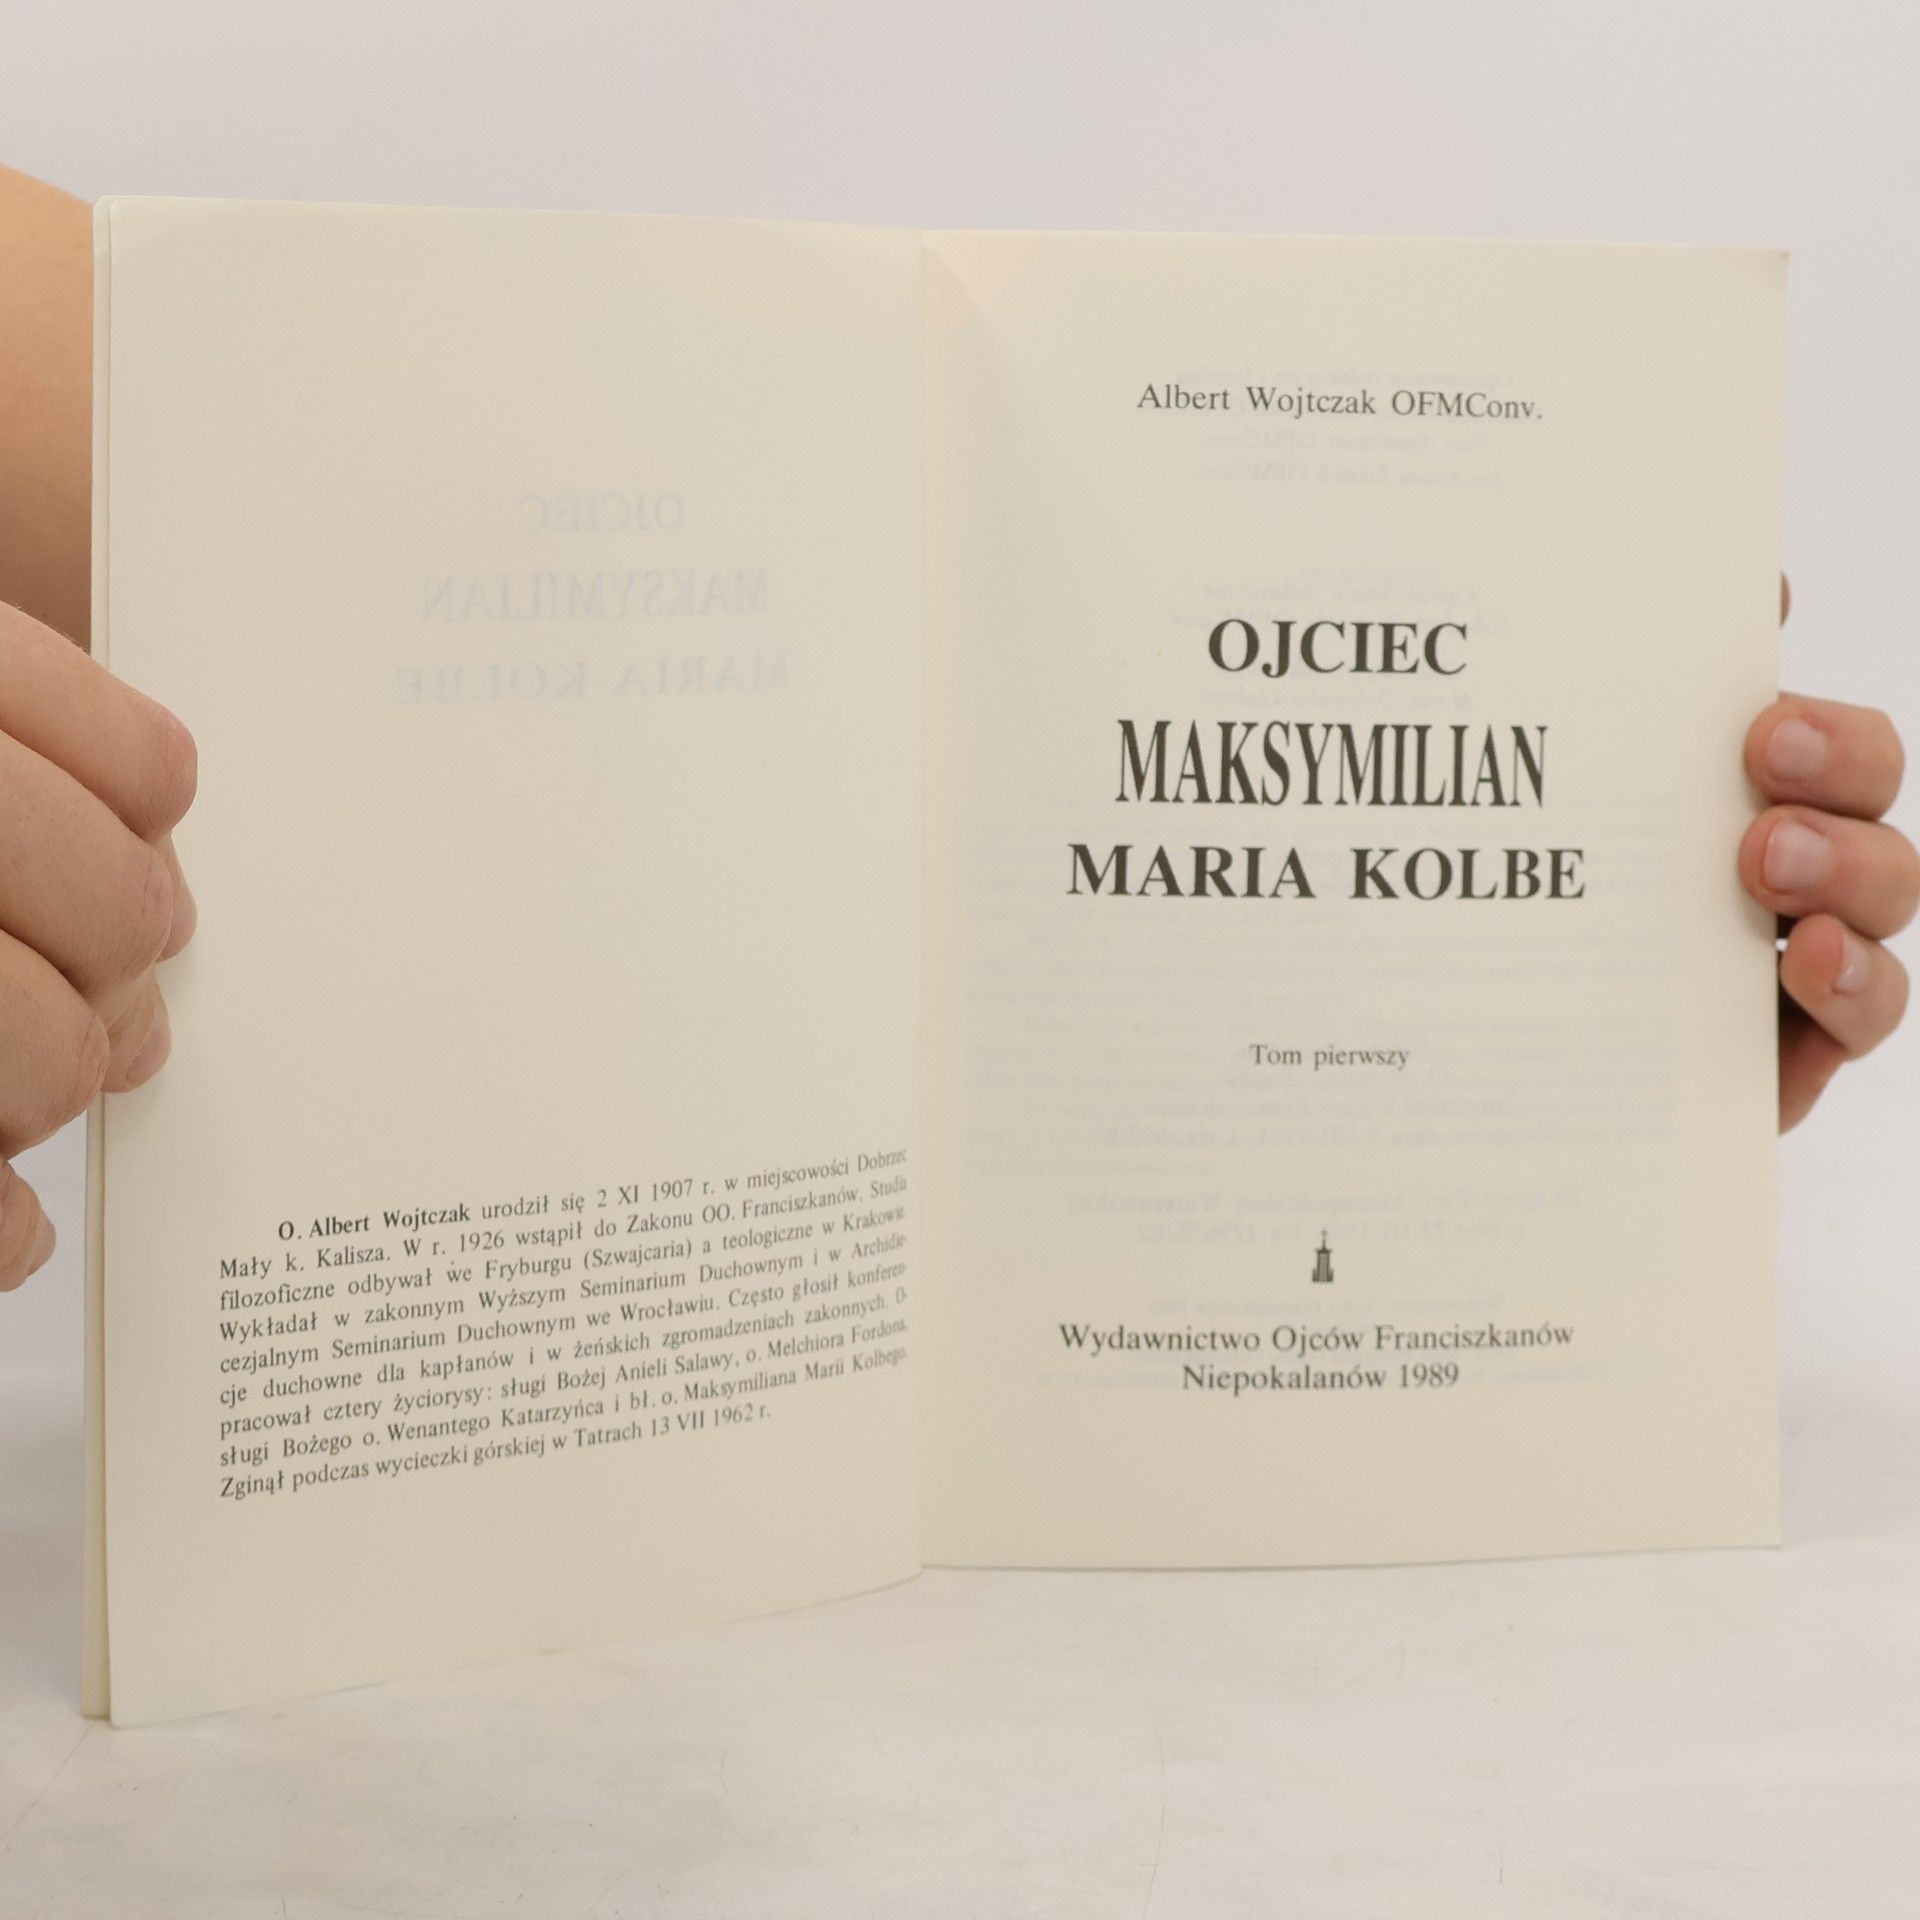 O. Albert Wojtczak urodził się 2 XI 1907 r. w miejscowości Dobrzec
Mały k. Kalisza. W r. 1926 wstąpił do Zakonu OO. Franciszkanów. Studia
filozoficzne odbywał we Fryburgu (Szwajcaria) a teologiczne w Krakowie.
Wykładał w zakonnym Wyższym Seminarium Duchownym i w Archidie-
cezjalnym Seminarium Duchownym we Wrocławiu. Często głosił konferen-
cje duchowne dla kapłanów i w żeńskich zgromadzeniach zakonnych. O-
pracował cztery życiorysy: sługi Bożej Anieli Salawy, o. Melchiora Fordona,
sługi Bożego o. Wenantego Katarzyńca i bł. o. Maksymiliana Marii Kolbego.
Zginął podczas wycieczki górskiej w Tatrach 13 VII 1962 r.
Albert Wojtczak OFMConv.
OJCIEC
MAKSYMILIAN
MARIA KOLBE
Tom pierwszy
Wydawnictwo Ojców Franciszkanów
Niepokalanów 1989